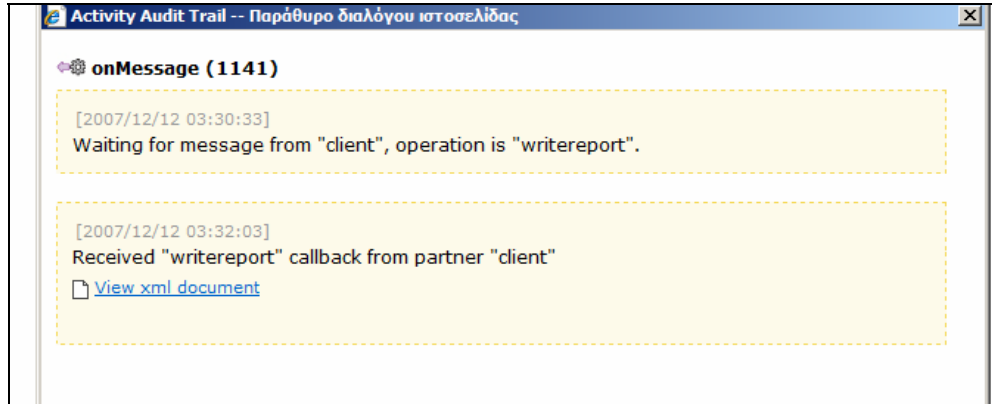 Activity Audit Trail -- Παράθυρο διαλόγου ιστοσελίδας
onMessage (1141)
[2007/12/12 03:30:33]
Waiting for message from "client", operation is "writereport".
[2007/12/12 03:32:03]
Received "writereport" callback from partner "client"
View xml document